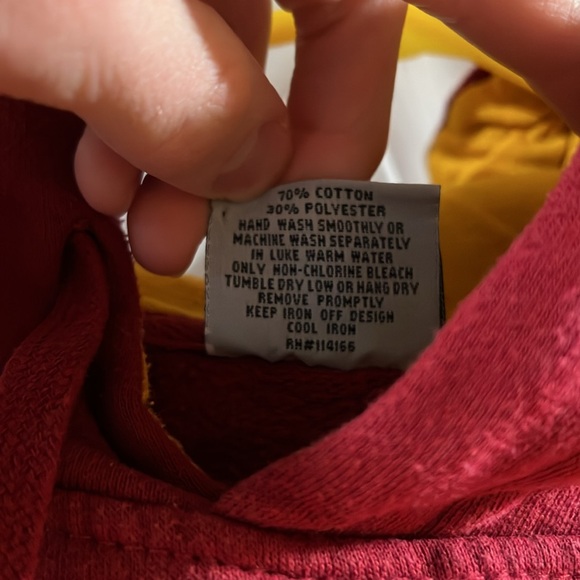 70% COTTON
30% POLYESTER
HAND WASH SMOOTHLY OR
MACHINE WASH SEPARATELY
IN LUKE WARM WATER
ONLY NON-CHLORINE BLEACH
TUMBLE DRY LOW OR HANG DRY
REMOVE PROMPTLY
KEEP IRON OFF DESIGN
COOL IRON
RN#114166